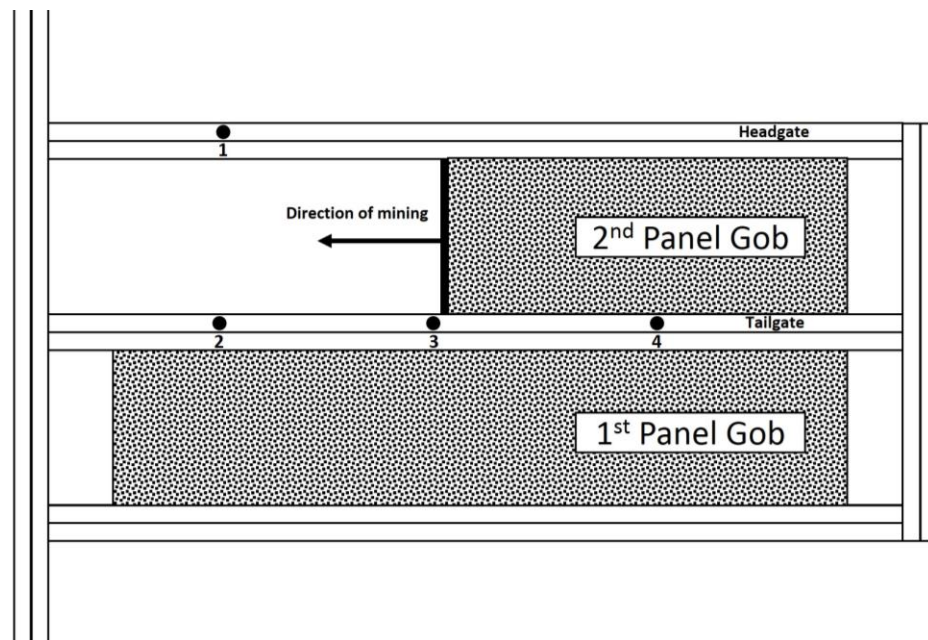 Headgate
1
Direction of mining
2nd Panel Gob
Tailgate
2 3 4
1st Panel Gob